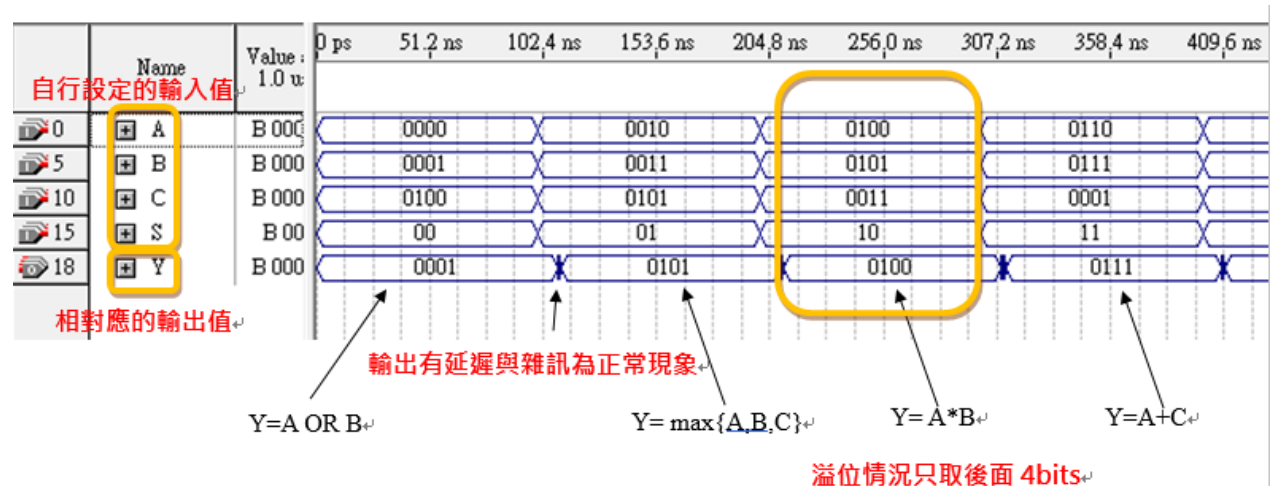 0 ps 51.2 ns 102.4 ns 153.6 ns 204.8 ns 256.0 ns 307.2 ns 358.4 ns 409.6 ns
Name
Value :
1.0 u
自行設定的輸入值
0 A B 000 0000 0010 0100 0110
5 B B 000 0001 0011 0101 0111
10 C B 000 0100 0101 0011 0001
15 S B 00 00 01 10 11
18 Y B 000 0001 0101 0100 0111
相對應的輸出值
輸出有延遲與雜訊為正常現象
Y=A OR B
Y= max{A,B,C}
Y= A*B
Y=A+C
溢位情況只取後面 4bits